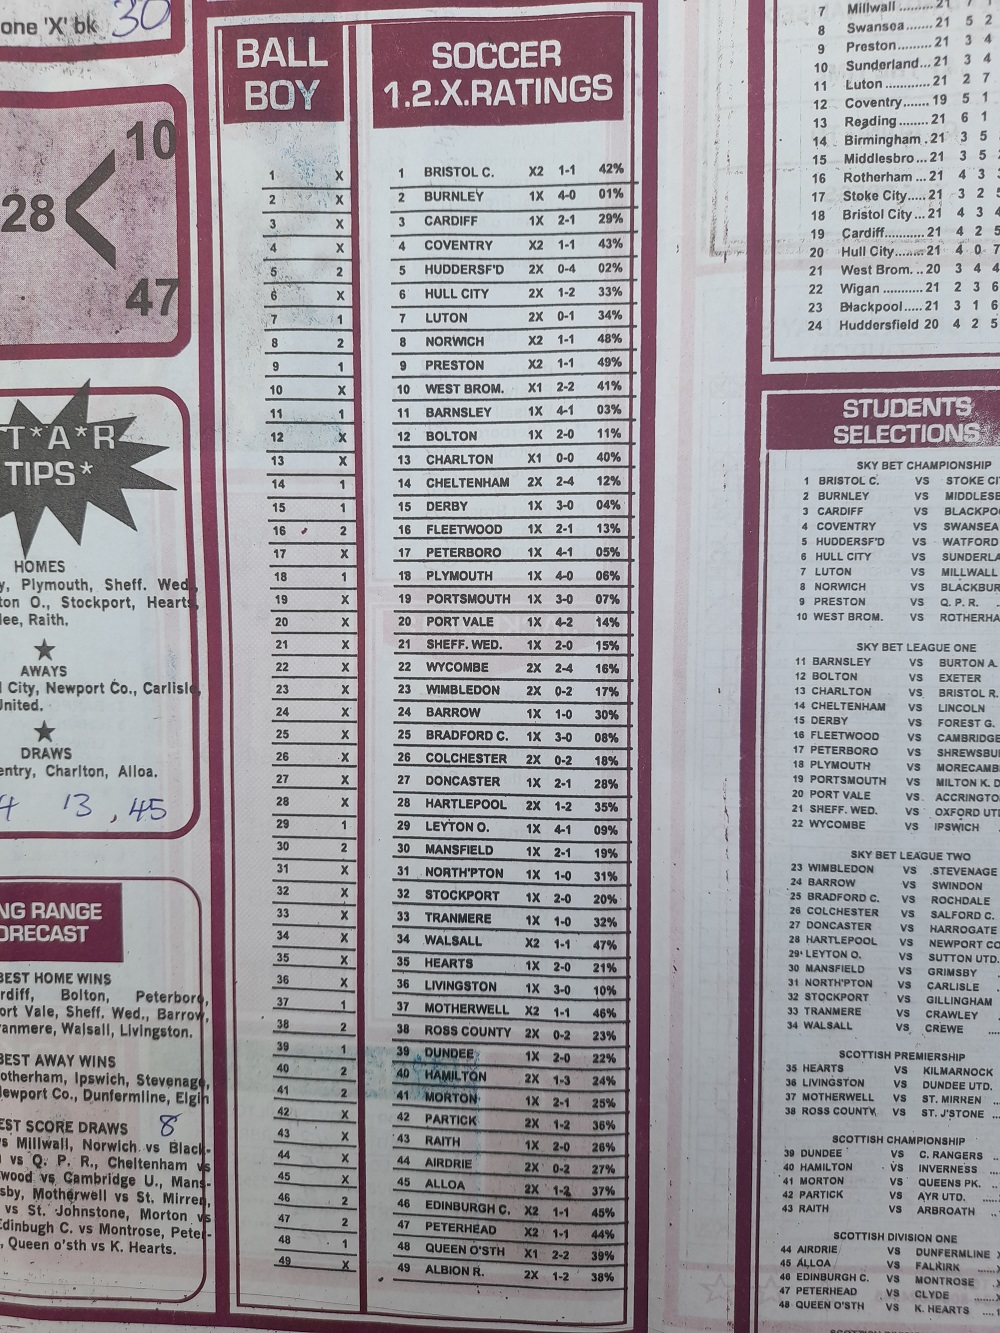 one 'X' bk 30
10
28
47
T*A*R
TIPS*
HOMES
Plymouth, Sheff. Wed,
ton O., Stockport, Hearts,
Raith.
AWAYS
City, Newport Co., Carlisle,
United.
DRAWS
Charlton, Alloa.
4 13 , 45
RANGE
BEST HOME WINS
Bolton, Peterboro,
Vale, Sheff. Wed., Barrow,
Walsall, Livingston.
BEST AWAY WINS
Ipswich, Stevenage,
Newport Co., Dunfermline, Elgin
SCORE DRAWS 8
vs Millwall, Norwich vs Black-
vs Q. P. R., Cheltenham vs
vs Cambridge U., Mans-
Motherwell vs St. Mirren,
vs St. Johnstone, Morton vs
Edinbugh C. vs Montrose, Peter-
, Queen o'sth vs K. Hearts.
BALL
BOY
1 X
2 X
3 X
4 X
5 2
6 X
7 1
8 2
9 1
10 X
11 1
12 X
13 X
14 1
15 1
16 2
17 X
18 1
19 X
20 X
21 X
22 X
23 X
24 X
25 X
26 X
27 X
28 X
29 1
30 2
31 X
32 X
33 X
34 X
35 X
36 X
37 1
38 2
39 1
40 2
41 2
42 X
43 X
44 X
45 X
46 2
47 2
48 1
49 X
SOCCER
1.2.X.RATINGS
1 BRISTOL C. X2 1-1 42%
2 BURNLEY 1X 4-0 01%
3 CARDIFF 1X 2-1 29%
4 COVENTRY X2 1-1 43%
5 HUDDERSF'D 2X 0-4 02%
6 HULL CITY 2X 1-2 33%
7 LUTON 2X 0-1 34%
8 NORWICH X2 1-1 48%
9 PRESTON X2 1-1 49%
10 WEST BROM. X1 2-2 41%
11 BARNSLEY 1X 4-1 03%
12 BOLTON 1X 2-0 11%
13 CHARLTON X1 0-0 40%
14 CHELTENHAM 2X 2-4 12%
15 DERBY 1X 3-0 04%
16 FLEETWOOD 1X 2-1 13%
17 PETERBORO 1X 4-1 05%
18 PLYMOUTH 1X 4-0 06%
19 PORTSMOUTH 1X 3-0 07%
20 PORT VALE 1X 4-2 14%
21 SHEFF. WED. 1X 2-0 15%
22 WYCOMBE 2X 2-4 16%
23 WIMBLEDON 2X 0-2 17%
24 BARROW 1X 1-0 30%
25 BRADFORD C. 1X 3-0 08%
26 COLCHESTER 2X 0-2 18%
27 DONCASTER 1X 2-1 28%
28 HARTLEPOOL 2X 1-2 35%
29 LEYTON O. 1X 4-1 09%
30 MANSFIELD 1X 2-1 19%
31 NORTH'PTON 1X 1-0 31%
32 STOCKPORT 1X 2-0 20%
33 TRANMERE 1X 1-0 32%
34 WALSALL X2 1-1 47%
35 HEARTS 1X 2-0 21%
36 LIVINGSTON 1X 3-0 10%
37 MOTHERWELL X2 1-1 46%
38 ROSS COUNTY 2X 0-2 23%
39 DUNDEE 1X 2-0 22%
40 HAMILTON 2X 1-3 24%
41 MORTON 1X 2-1 25%
42 PARTICK 2X 1-2 36%
43 RAITH 1X 2-0 26%
44 AIRDRIE 2X 0-2 27%
45 ALLOA 2X 1-2 37%
46 EDINBURGH C. X2 1-1 45%
47 PETERHEAD X2 1-1 44%
48 QUEEN O'STH X1 2-2 39%
49 ALBION R. 2X 1-2 38%
7 Millwall ......... 21 7
8 Swansea...... 21 5 2
9 Preston......... 21 3 4
10 Sunderland... 21 3 4
11 Luton ............ 21 2 7
12 Coventry....... 19 5 1
13 Reading ........ 21 6 1
14 Birmingham . 21 3 5
15 Middlesbro... 21 3 5
16 Rotherham ... 21 4 3
17 Stoke City..... 21 3 2
18 Bristol City... 21 4 3
19 Cardiff........... 21 4 2
20 Hull City....... 21 4 0 7
21 West Brom. .. 20 3 4 4
22 Wigan ........... 21 2 3 6
23 Blackpool..... 21 3 1 6
24 Huddersfield 20 4 2 5
STUDENTS
SELECTIONS
SKY BET CHAMPIONSHIP
1 BRISTOL C. VS STOKE CI
2 BURNLEY VS MIDDLESB
3 CARDIFF VS BLACKPO
4 COVENTRY VS SWANSEA
5 HUDDERSF'D VS WATFORD
6 HULL CITY VS SUNDERLA
7 LUTON VS MILLWALL
8 NORWICH VS BLACKBUR
9 PRESTON VS Q. P. R.
10 WEST BROM. VS ROTHERHA
SKY BET LEAGUE ONE
11 BARNSLEY VS BURTON A.
12 BOLTON VS EXETER
13 CHARLTON VS BRISTOL R.
14 CHELTENHAM VS LINCOLN
15 DERBY VS FOREST G.
16 FLEETWOOD VS CAMBRIDGE
17 PETERBORO VS SHREWSBU
18 PLYMOUTH VS MORECAMB
19 PORTSMOUTH VS MILTON K. D
20 PORT VALE VS ACCRINGTO
21 SHEFF. WED. VS OXFORD UTD
22 WYCOMBE VS IPSWICH
SKY BET LEAGUE TWO
23 WIMBLEDON VS STEVENAGE
24 BARROW VS SWINDON
25 BRADFORD C. VS ROCHDALE
26 COLCHESTER VS SALFORD C.
27 DONCASTER VS HARROGATE
28 HARTLEPOOL VS NEWPORT CO
29 LEYTON O. VS SUTTON UTD.
30 MANSFIELD VS GRIMSBY
31 NORTH'PTON VS CARLISLE
32 STOCKPORT VS GILLINGHAM
33 TRANMERE VS CRAWLEY
34 WALSALL VS CREWE
SCOTTISH PREMIERSHIP
35 HEARTS VS KILMARNOCK
36 LIVINGSTON VS DUNDEE UTD.
37 MOTHERWELL VS ST. MIRREN
38 ROSS COUNTY VS ST. J'STONE
SCOTTISH CHAMPIONSHIP
39 DUNDEE VS C. RANGERS
40 HAMILTON VS INVERNESS
41 MORTON VS QUEENS PK.
42 PARTICK VS AYR UTD.
43 RAITH VS ARBROATH
SCOTTISH DIVISION ONE
44 AIRDRIE VS DUNFERMLINE
45 ALLOA VS FALKIRK
46 EDINBURGH C. VS MONTROSE
47 PETERHEAD VS CLYDE
48 QUEEN O'STH VS K. HEARTS